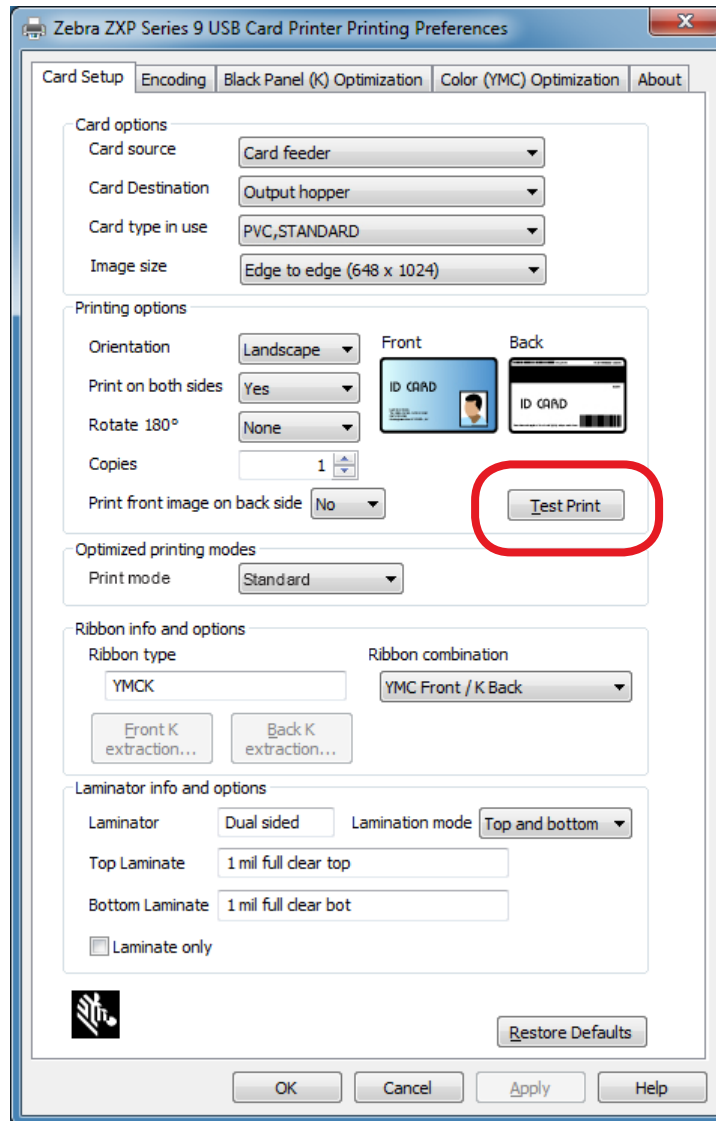 Zebra ZXP Series 9 USB Card Printer Printing Preferences
Card Setup Encoding Black Panel (K) Optimization Color (YMC) Optimization About
Card options
Card source Card feeder
Card Destination Output hopper
Card type in use PVC,STANDARD
Image size Edge to edge (648 x 1024)
Printing options
Orientation Landscape Front Back
Print on both sides Yes ID CARD ID CARD
Rotate 180° None
Copies 1
Print front image on back side No Test Print
Optimized printing modes
Print mode Standard
Ribbon info and options
Ribbon type Ribbon combination
YMCK YMC Front / K Back
Front K extraction... Back K extraction...
Laminator info and options
Laminator Dual sided Lamination mode Top and bottom
Top Laminate 1 mil full clear top
Bottom Laminate 1 mil full clear bot
Laminate only
Restore Defaults
OK Cancel Apply Help